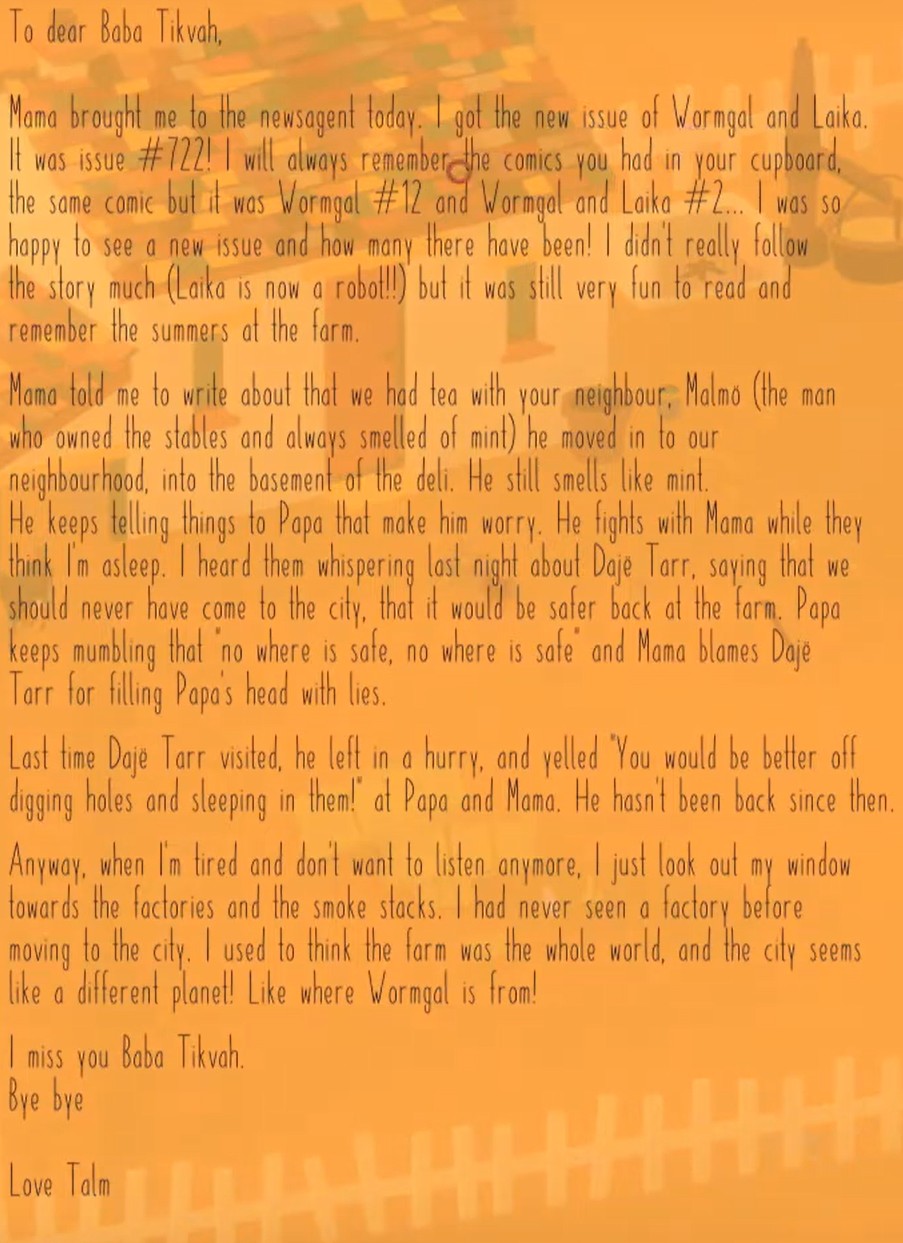 To dear Baba Tikvah,
Mama brought me to the newsagent today. I got the new issue of Wormgal and Laika.
It was issue #722! I will always remember the comics you had in your cupboard,
the same comic but it was Wormgal #12 and Wormgal and Laika #2... I was so
happy to see a new issue and how many there have been! I didn't really follow
the story much (Laika is now a robot!!) but it was still very fun to read and
remember the summers at the farm.
Mama told me to write about that we had tea with your neighbour, Malmö (the man
who owned the stables and always smelled of mint) he moved in to our
neighbourhood, into the basement of the deli. He still smells like mint.
He keeps telling things to Papa that make him worry. He fights with Mama while they
think I'm asleep. I heard them whispering last night about Dajë Tarr, saying that we
should never have come to the city, that it would be safer back at the farm. Papa
keeps mumbling that "no where is safe, no where is safe" and Mama blames Dajë
Tarr for filling Papa's head with lies.
Last time Dajë Tarr visited, he left in a hurry, and yelled "You would be better off
digging holes and sleeping in them!" at Papa and Mama. He hasn't been back since then.
Anyway, when I'm tired and don't want to listen anymore, I just look out my window
towards the factories and the smoke stacks. I had never seen a factory before
moving to the city. I used to think the farm was the whole world, and the city seems
like a different planet! Like where Wormgal is from!
I miss you Baba Tikvah.
Bye bye
Love Talm